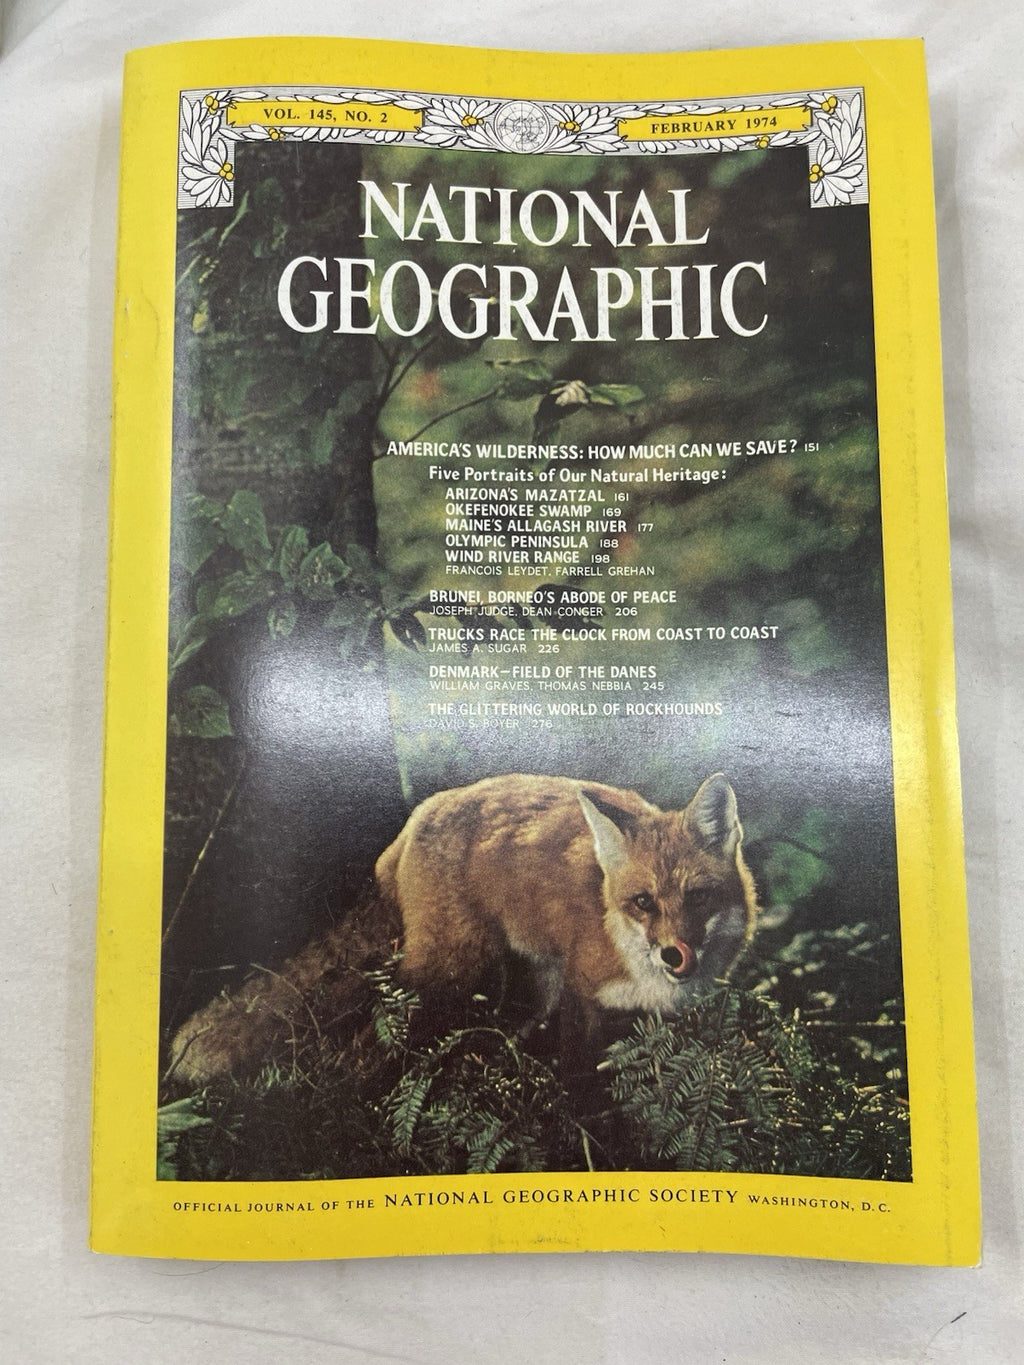 VOL. 145, NO. 2
FEBRUARY 1974
NATIONAL
GEOGRAPHIC
AMERICA'S WILDERNESS: HOW MUCH CAN WE SAVE? 151
Five Portraits of Our Natural Heritage:
ARIZONA'S MAZATZAL 161
OKEFENOKEE SWAMP 169
MAINE'S ALLAGASH RIVER 177
OLYMPIC PENINSULA 188
WIND RIVER RANGE 198
FRANCOIS LEYDET, FARRELL GREHAN
BRUNEI, BORNEO'S ABODE OF PEACE
JOSEPH JUDGE, DEAN CONGER 206
TRUCKS RACE THE CLOCK FROM COAST TO COAST
JAMES A. SUGAR 226
DENMARK—FIELD OF THE DANES
WILLIAM GRAVES, THOMAS NEBBIA 245
THE GLITTERING WORLD OF ROCKHOUNDS
DAVID S. BOYER 276
OFFICIAL JOURNAL OF THE NATIONAL GEOGRAPHIC SOCIETY WASHINGTON, D.C.